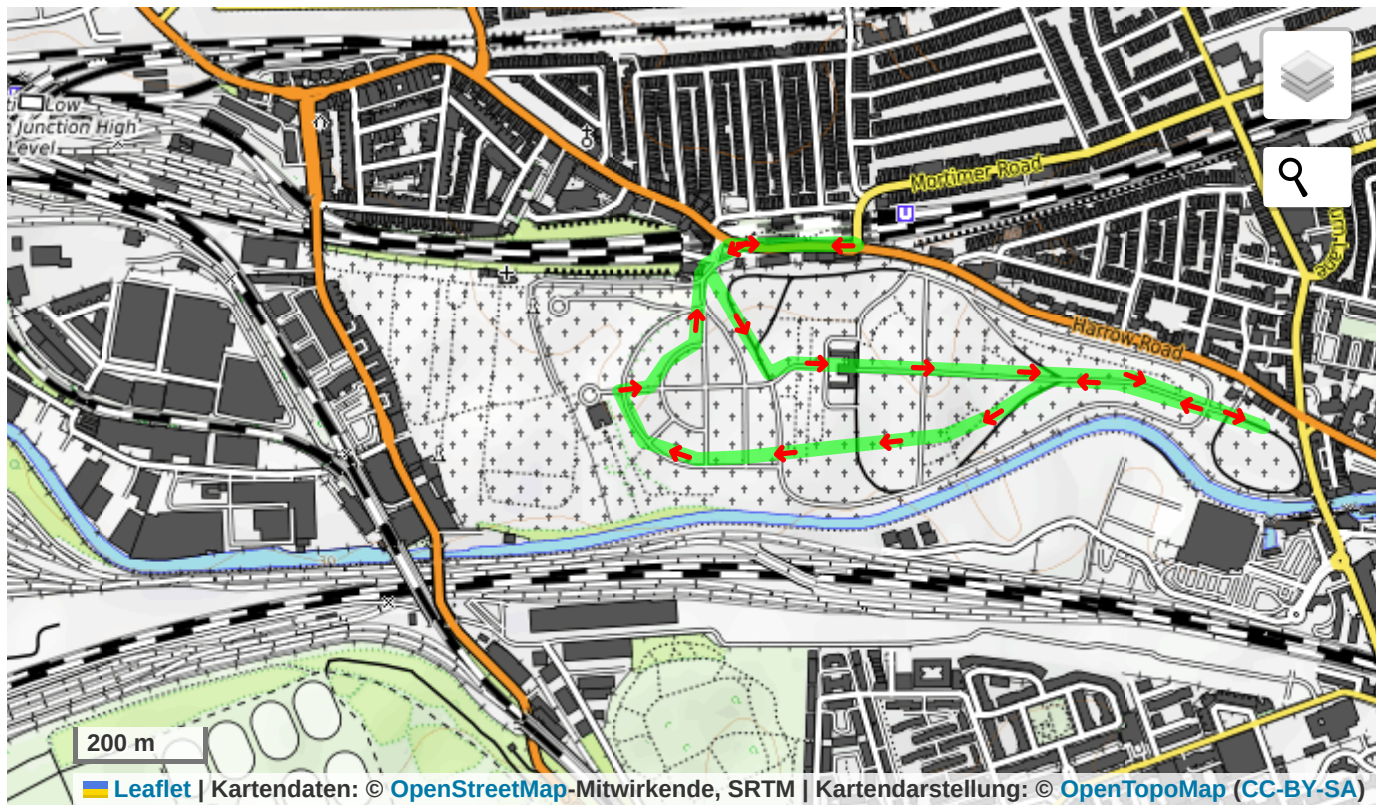 Low
Junction High
Level
Mortimer Road
U
Harrow Road
200 m
Leaflet | Kartendaten: © OpenStreetMap-Mitwirkende, SRTM | Kartendarstellung: © OpenTopoMap (CC-BY-SA)